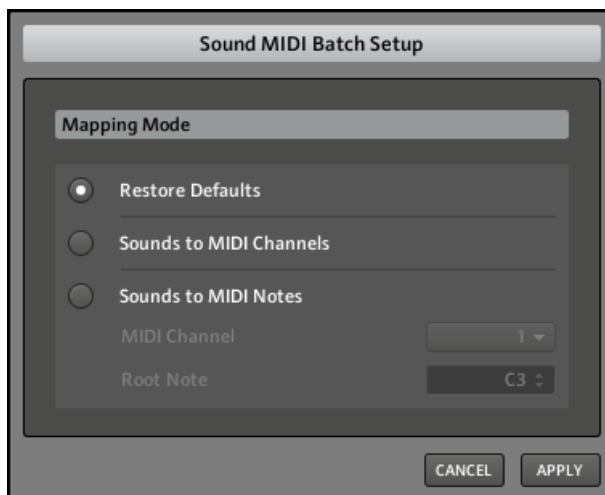 Sound MIDI Batch Setup
Mapping Mode
Restore Defaults
Sounds to MIDI Channels
Sounds to MIDI Notes
MIDI Channel 1
Root Note C3
CANCEL APPLY